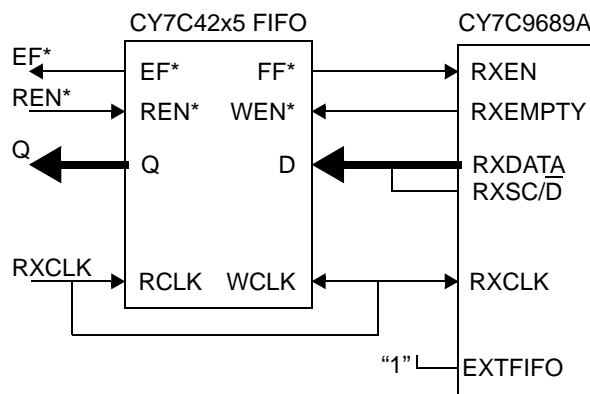 CY7C42x5 FIFO CY7C9689A
EF* EF* FF* RXEN
REN* REN* WEN* RXEMPTY
Q Q D RXDATA
RXSC/D̅
RXCLK RCLK WCLK RXCLK
“1” EXTFIFO